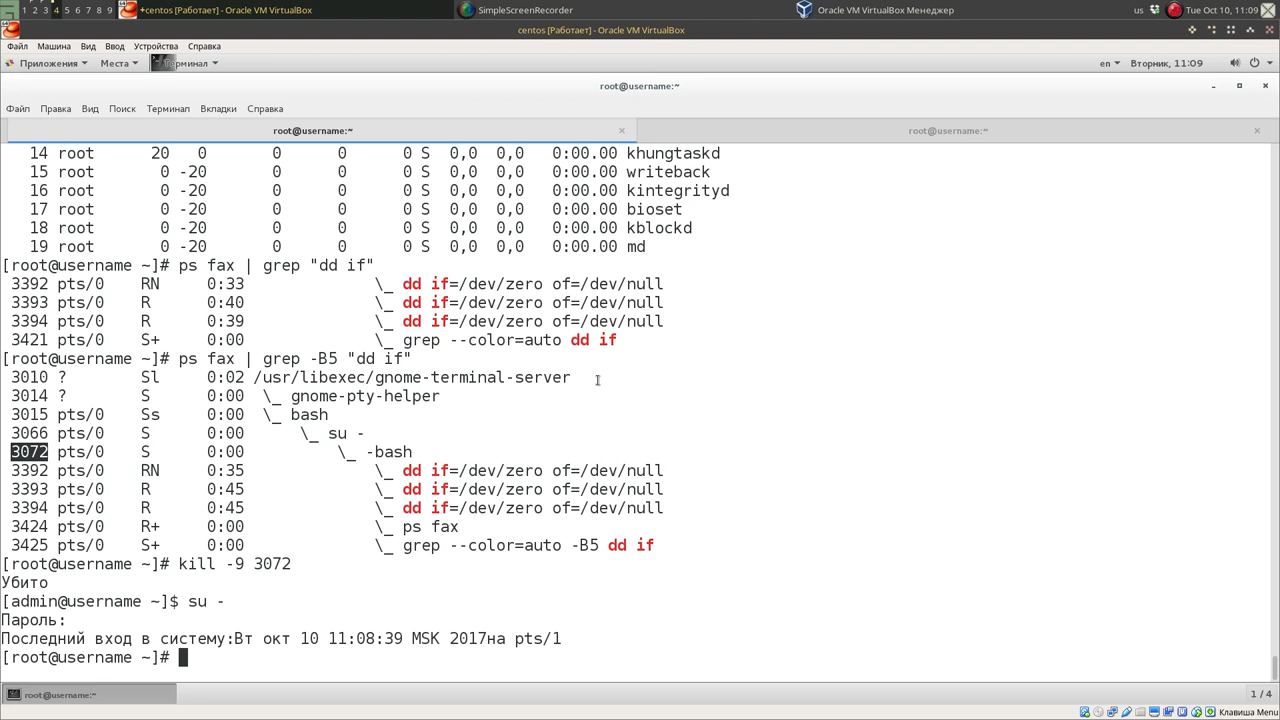 1 2 3 4 5 6 7 8 9 *centos [Работает] - Oracle VM VirtualBox SimpleScreenRecorder Oracle VM VirtualBox Менеджер us Tue Oct 10, 11:09
centos [Работает] - Oracle VM VirtualBox
Файл Машина Вид Ввод Устройства Справка
Приложения Места Терминал en Вторник, 11:09
root@username:~
Файл Правка Вид Поиск Терминал Вкладки Справка
root@username:~ root@username:~
14 root 20 0 0 0 0 S 0,0 0,0 0:00.00 khungtaskd
15 root 0 -20 0 0 0 S 0,0 0,0 0:00.00 writeback
16 root 0 -20 0 0 0 S 0,0 0,0 0:00.00 kintegrityd
17 root 0 -20 0 0 0 S 0,0 0,0 0:00.00 bioset
18 root 0 -20 0 0 0 S 0,0 0,0 0:00.00 kblockd
19 root 0 -20 0 0 0 S 0,0 0,0 0:00.00 md
[root@username ~]# ps fax | grep "dd if"
3392 pts/0 RN 0:33 \_ dd if=/dev/zero of=/dev/null
3393 pts/0 R 0:40 \_ dd if=/dev/zero of=/dev/null
3394 pts/0 R 0:39 \_ dd if=/dev/zero of=/dev/null
3421 pts/0 S+ 0:00 \_ grep --color=auto dd if
[root@username ~]# ps fax | grep -B5 "dd if"
3010 ? Sl 0:02 /usr/libexec/gnome-terminal-server
3014 ? S 0:00 \_ gnome-pty-helper
3015 pts/0 Ss 0:00 \_ bash
3066 pts/0 S 0:00 \_ su -
3072 pts/0 S 0:00 \_ -bash
3392 pts/0 RN 0:35 \_ dd if=/dev/zero of=/dev/null
3393 pts/0 R 0:45 \_ dd if=/dev/zero of=/dev/null
3394 pts/0 R 0:45 \_ dd if=/dev/zero of=/dev/null
3424 pts/0 R+ 0:00 \_ ps fax
3425 pts/0 S+ 0:00 \_ grep --color=auto -B5 dd if
[root@username ~]# kill -9 3072
Убито
[admin@username ~]$ su -
Пароль:
Последний вход в систему:Вт окт 10 11:08:39 MSK 2017на pts/1
[root@username ~]#
root@username:~ 1 / 4
Клавиша Menu